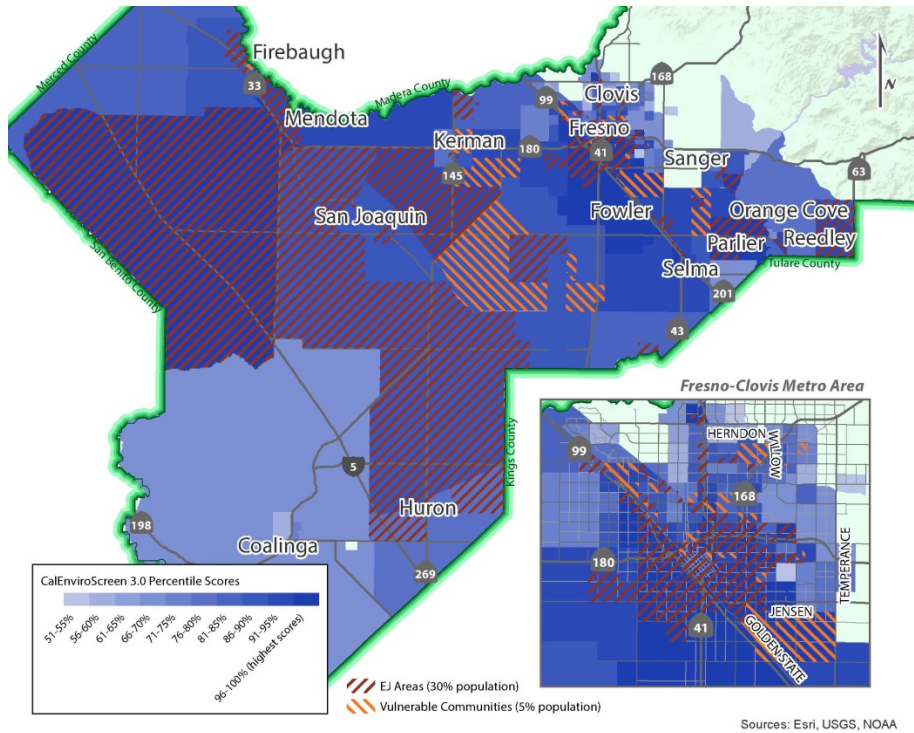 Firebaugh
Merced County
33
Madera County
Mendota
99
168
Clovis
Fresno
Kerman
180
41
Sanger
145
63
San Joaquin
Fowler
Orange Cove
Parlier
Reedley
Selma
Tulare County
San Benito County
201
43
Kings County
5
Huron
198
Coalinga
269
N
Fresno-Clovis Metro Area
HERNDON
WILLOW
99
168
180
TEMPERANCE
JENSEN
41
GOLDEN STATE
CalEnviroScreen 3.0 Percentile Scores
51-55%
56-60%
61-65%
66-70%
71-75%
76-80%
81-85%
86-90%
91-95%
96-100% (highest scores)
EJ Areas (30% population)
Vulnerable Communities (5% population)
Sources: Esri, USGS, NOAA